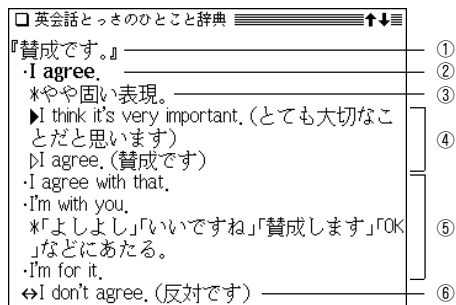 □ 英会話とっさのひとこと辞典
『賛成です。』 ①
·I agree. ②
*やや固い表現。 ③
▶I think it's very important. (とても大切なこ
とだと思います) ④
▷I agree. (賛成です)
·I agree with that.
·I'm with you.
*「よしよし」「いいですね」「賛成します」「OK ⑤
」などにあたる。
·I'm for it.
↔I don't agree. (反対です) ⑥